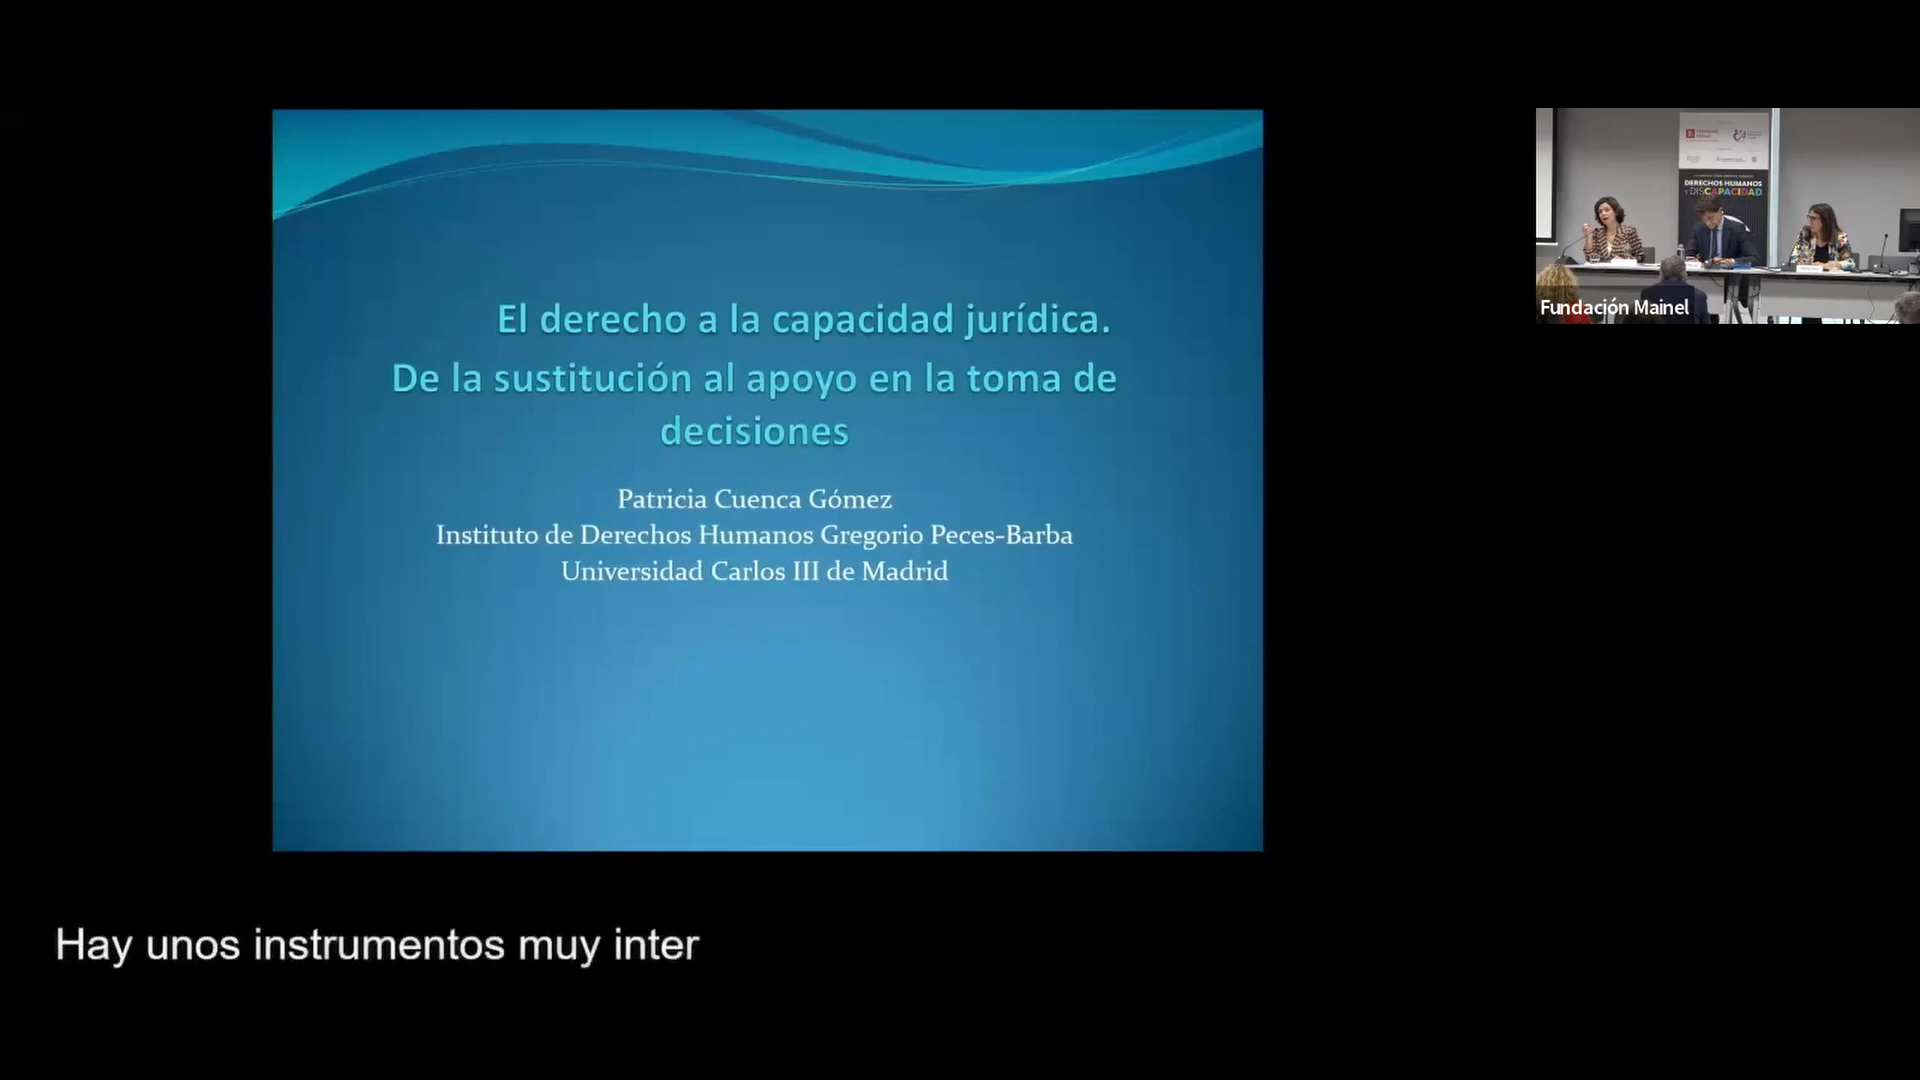 El derecho a la capacidad jurídica.
De la sustitución al apoyo en la toma de
decisiones
Patricia Cuenca Gómez
Instituto de Derechos Humanos Gregorio Peces-Barba
Universidad Carlos III de Madrid
DERECHOS HUMANOS
Y DISCAPACIDAD
Fundación Mainel
Hay unos instrumentos muy inter